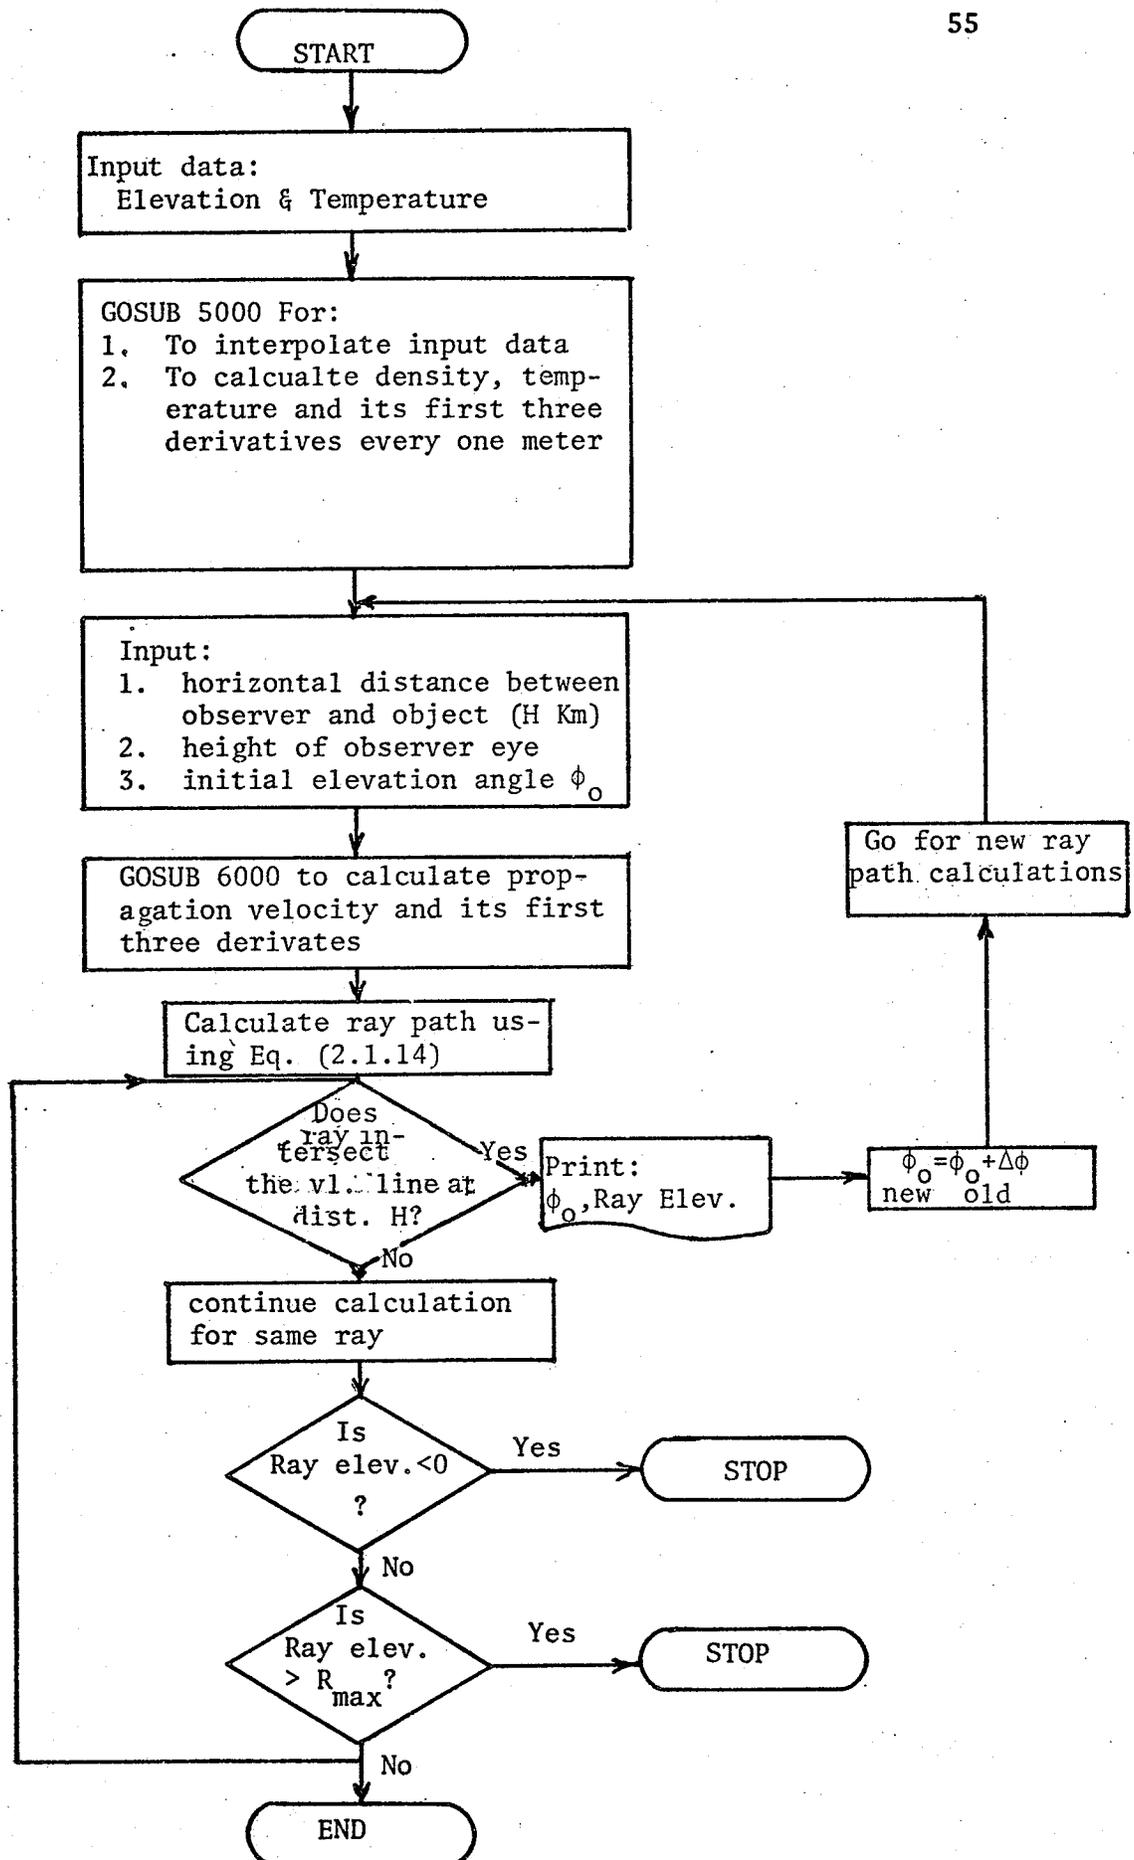 55
START
Input data:
Elevation & Temperature
GOSUB 5000 For:
1. To interpolate input data
2. To calcualte density, temp-
erature and its first three
derivatives every one meter
Input:
1. horizontal distance between
observer and object (H Km)
2. height of observer eye
3. initial elevation angle ϕo
GOSUB 6000 to calculate prop-
agation velocity and its first
three derivates
Go for new ray
path calculations
Calculate ray path us-
ing Eq. (2.1.14)
Does
ray in-
tersect
the vl. line at
dist. H?
Yes
Print:
ϕo,Ray Elev.
ϕo=ϕo+Δϕ
new old
No
continue calculation
for same ray
Is
Ray elev.<0
?
Yes
STOP
No
Is
Ray elev.
> Rmax?
Yes
STOP
No
END